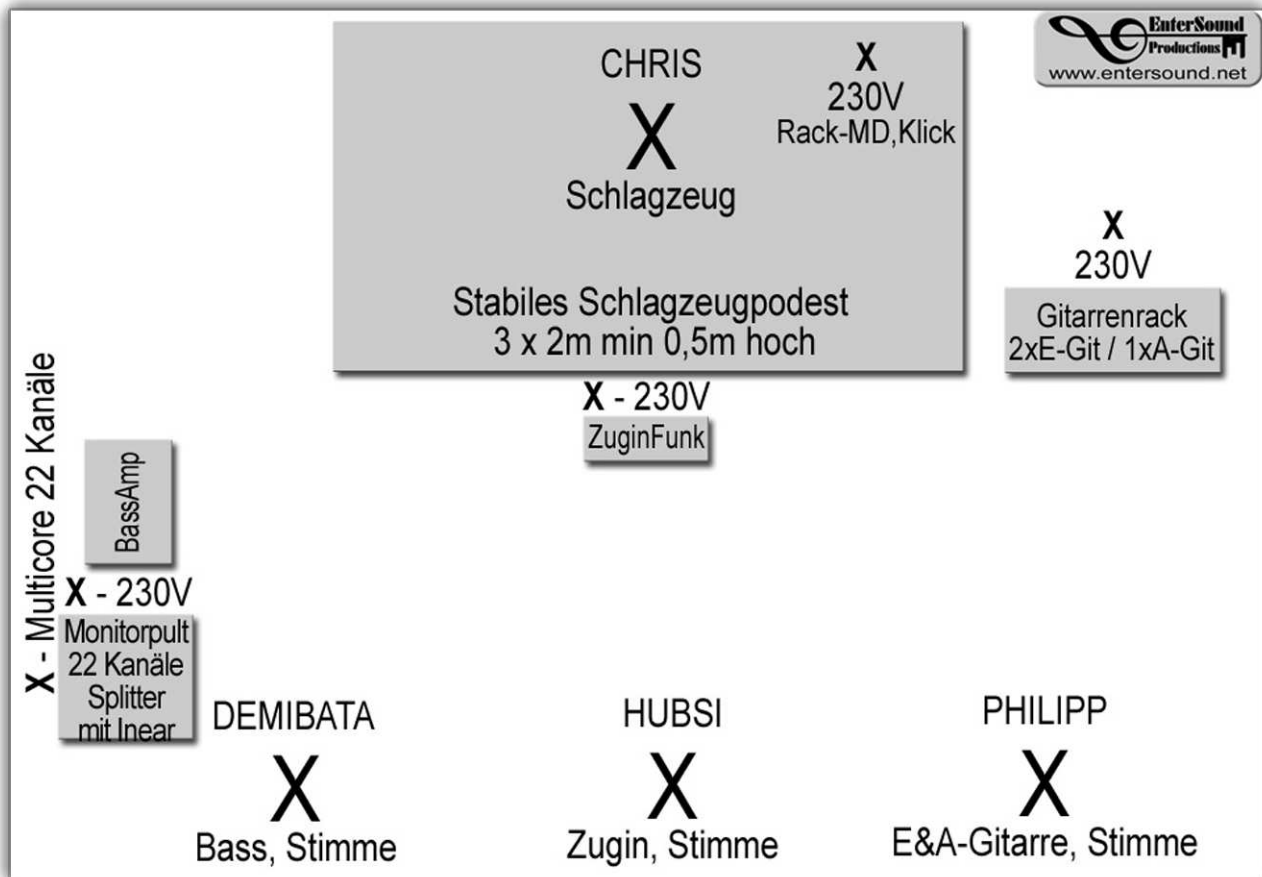 EnterSound
Productions
www.entersound.net
CHRIS
X
Schlagzeug
X
230V
Rack-MD,Klick
Stabiles Schlagzeugpodest
3 x 2m min 0,5m hoch
X
230V
Gitarrenrack
2xE-Git / 1xA-Git
X - 230V
ZuginFunk
X - Multicore 22 Kanäle
BassAmp
X - 230V
Monitorpult
22 Kanäle
Splitter
mit Inear
DEMIBATA
X
Bass, Stimme
HUBSI
X
Zugin, Stimme
PHILIPP
X
E&A-Gitarre, Stimme